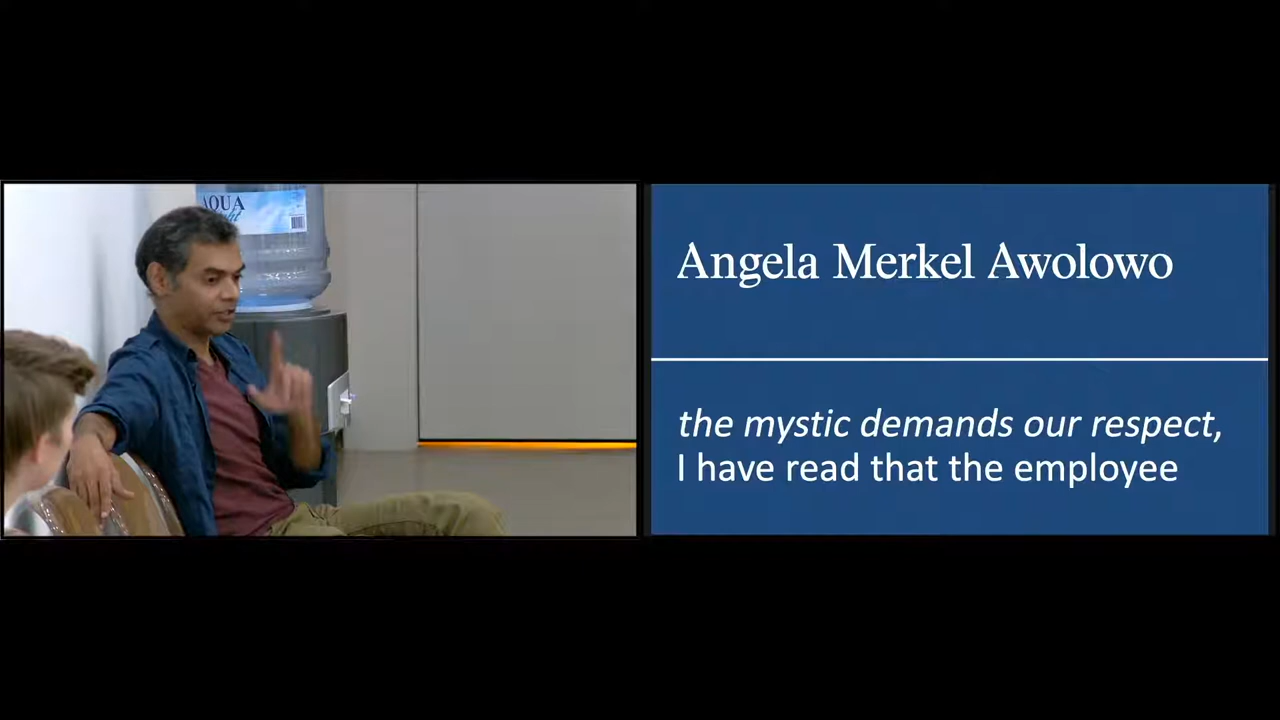 AQUA
Angela Merkel Awolowo
the mystic demands our respect,
I have read that the employee